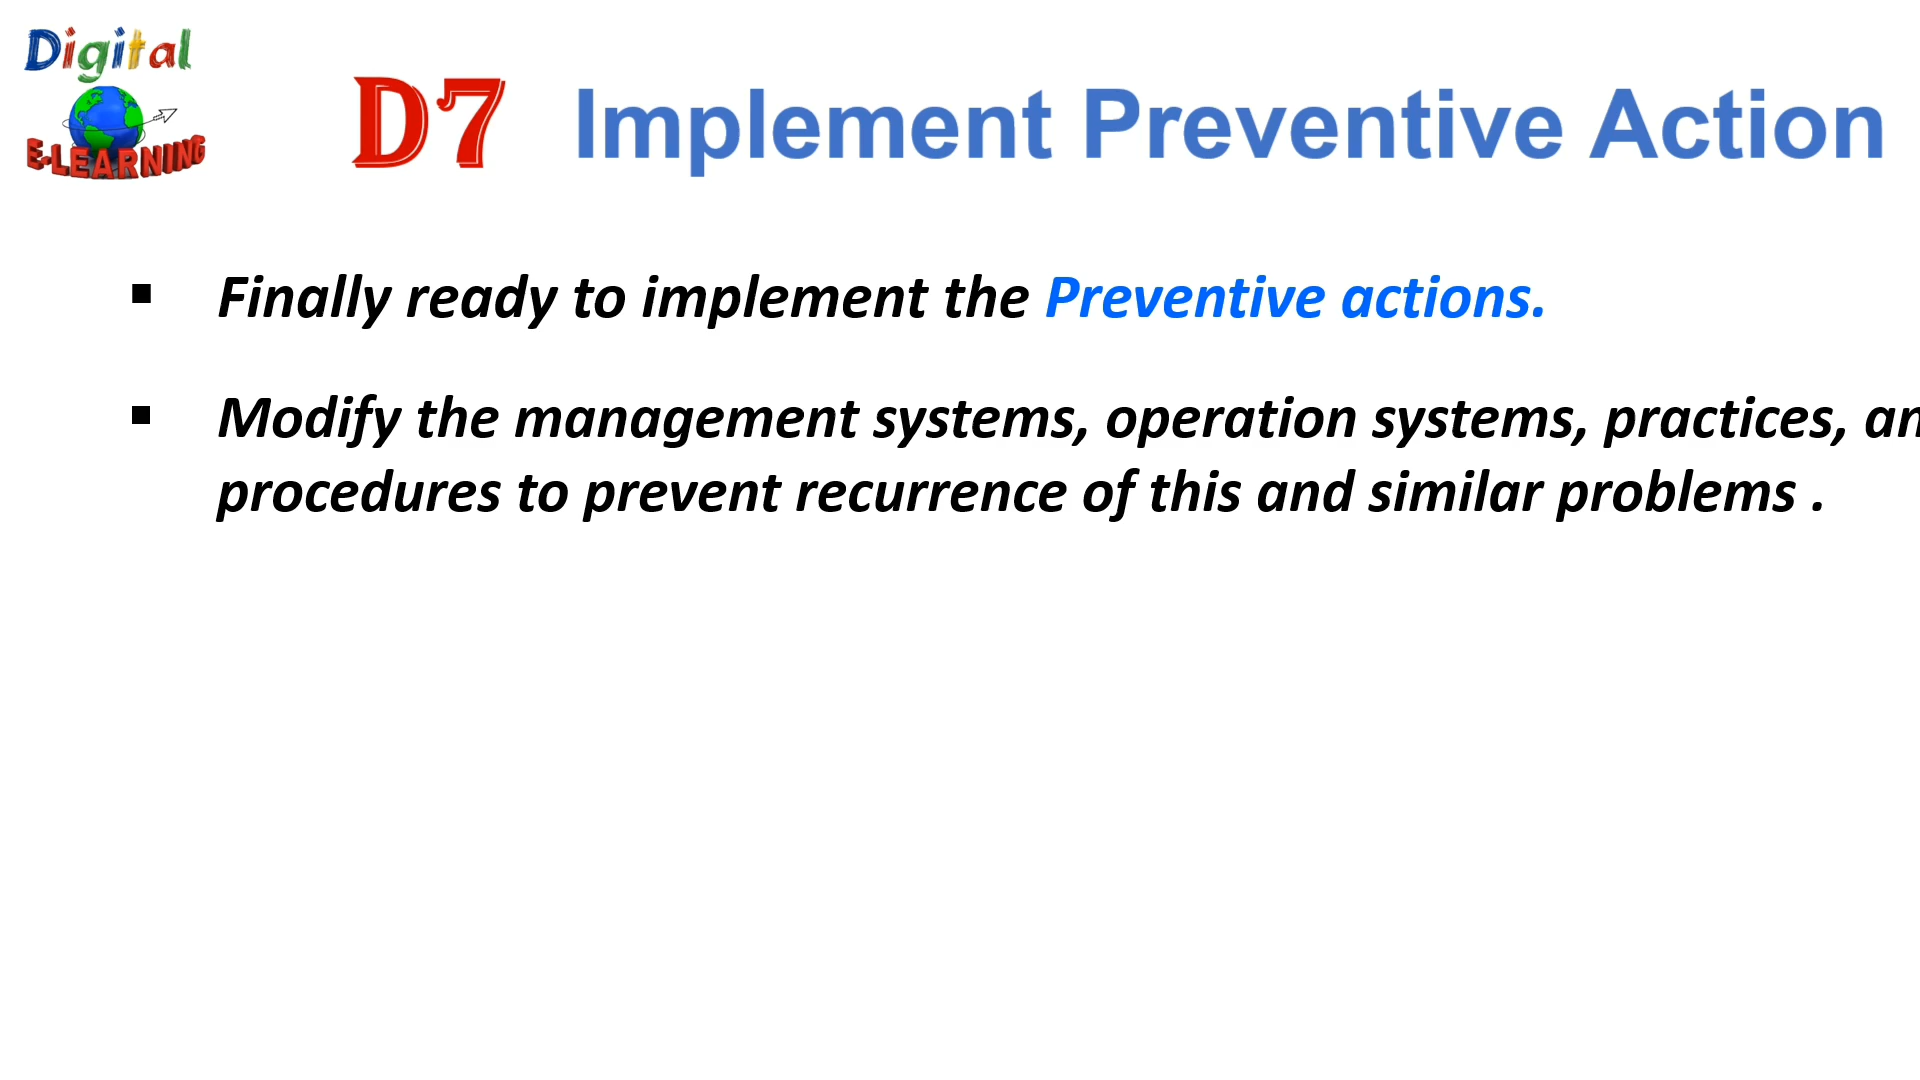 Digital
E-LEARNING
D7 Implement Preventive Action
▪ Finally ready to implement the Preventive actions.
▪ Modify the management systems, operation systems, practices, an
procedures to prevent recurrence of this and similar problems .